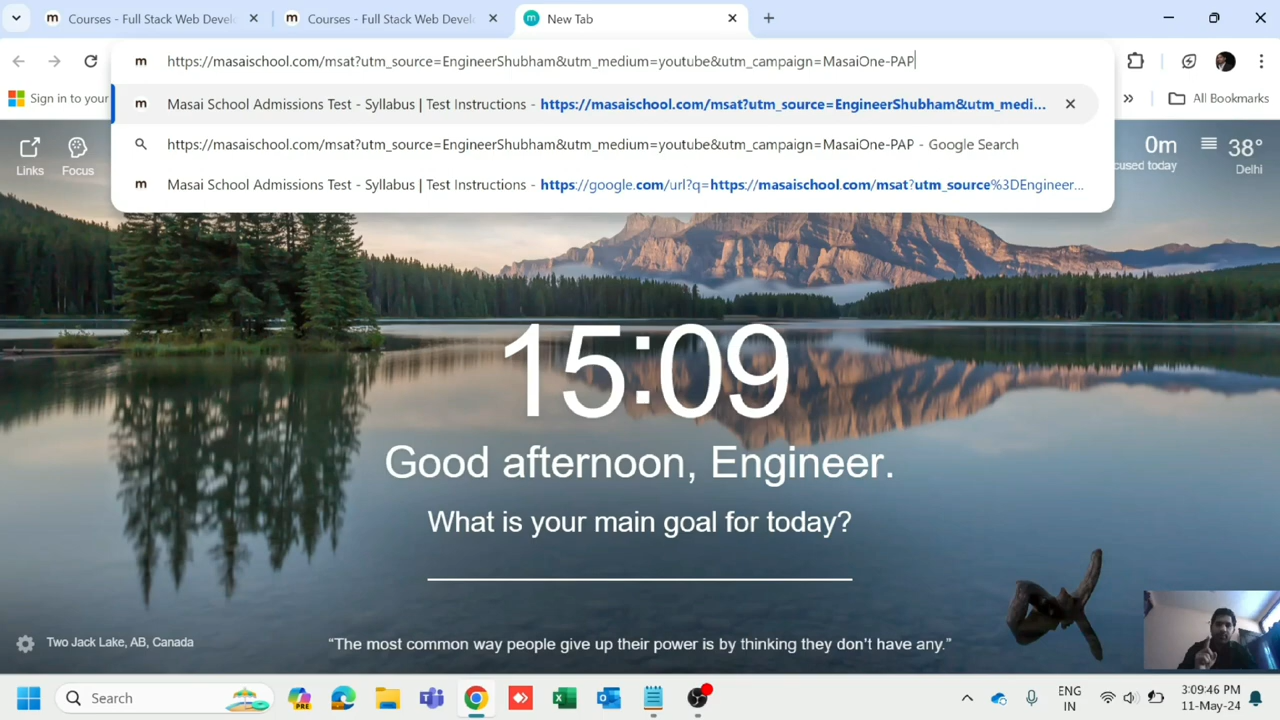 Courses - Full Stack Web Devel
Courses - Full Stack Web Devel
New Tab
https://masaischool.com/msat?utm_source=EngineerShubham&utm_medium=youtube&utm_campaign=MasaiOne-PAP
Sign in to your
Masai School Admissions Test - Syllabus | Test Instructions - https://masaischool.com/msat?utm_source=EngineerShubham&utm_medi...
All Bookmarks
https://masaischool.com/msat?utm_source=EngineerShubham&utm_medium=youtube&utm_campaign=MasaiOne-PAP - Google Search
Masai School Admissions Test - Syllabus | Test Instructions - https://google.com/url?q=https://masaischool.com/msat?utm_source%3DEngineer...
Links
Focus
0m
cused today
38°
Delhi
15:09
Good afternoon, Engineer.
What is your main goal for today?
Two Jack Lake, AB, Canada
“The most common way people give up their power is by thinking they don't have any.”
Search
PRE
ENG
IN
3:09:46 PM
11-May-24